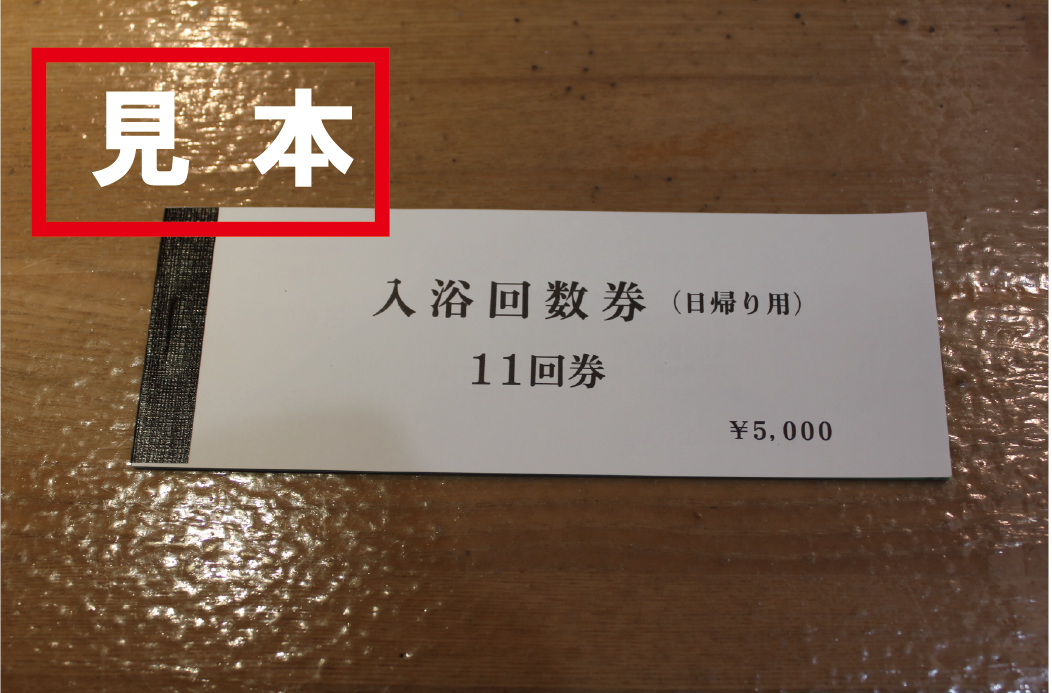 見本
入浴回数券（日帰り用）
11回券
￥5,000